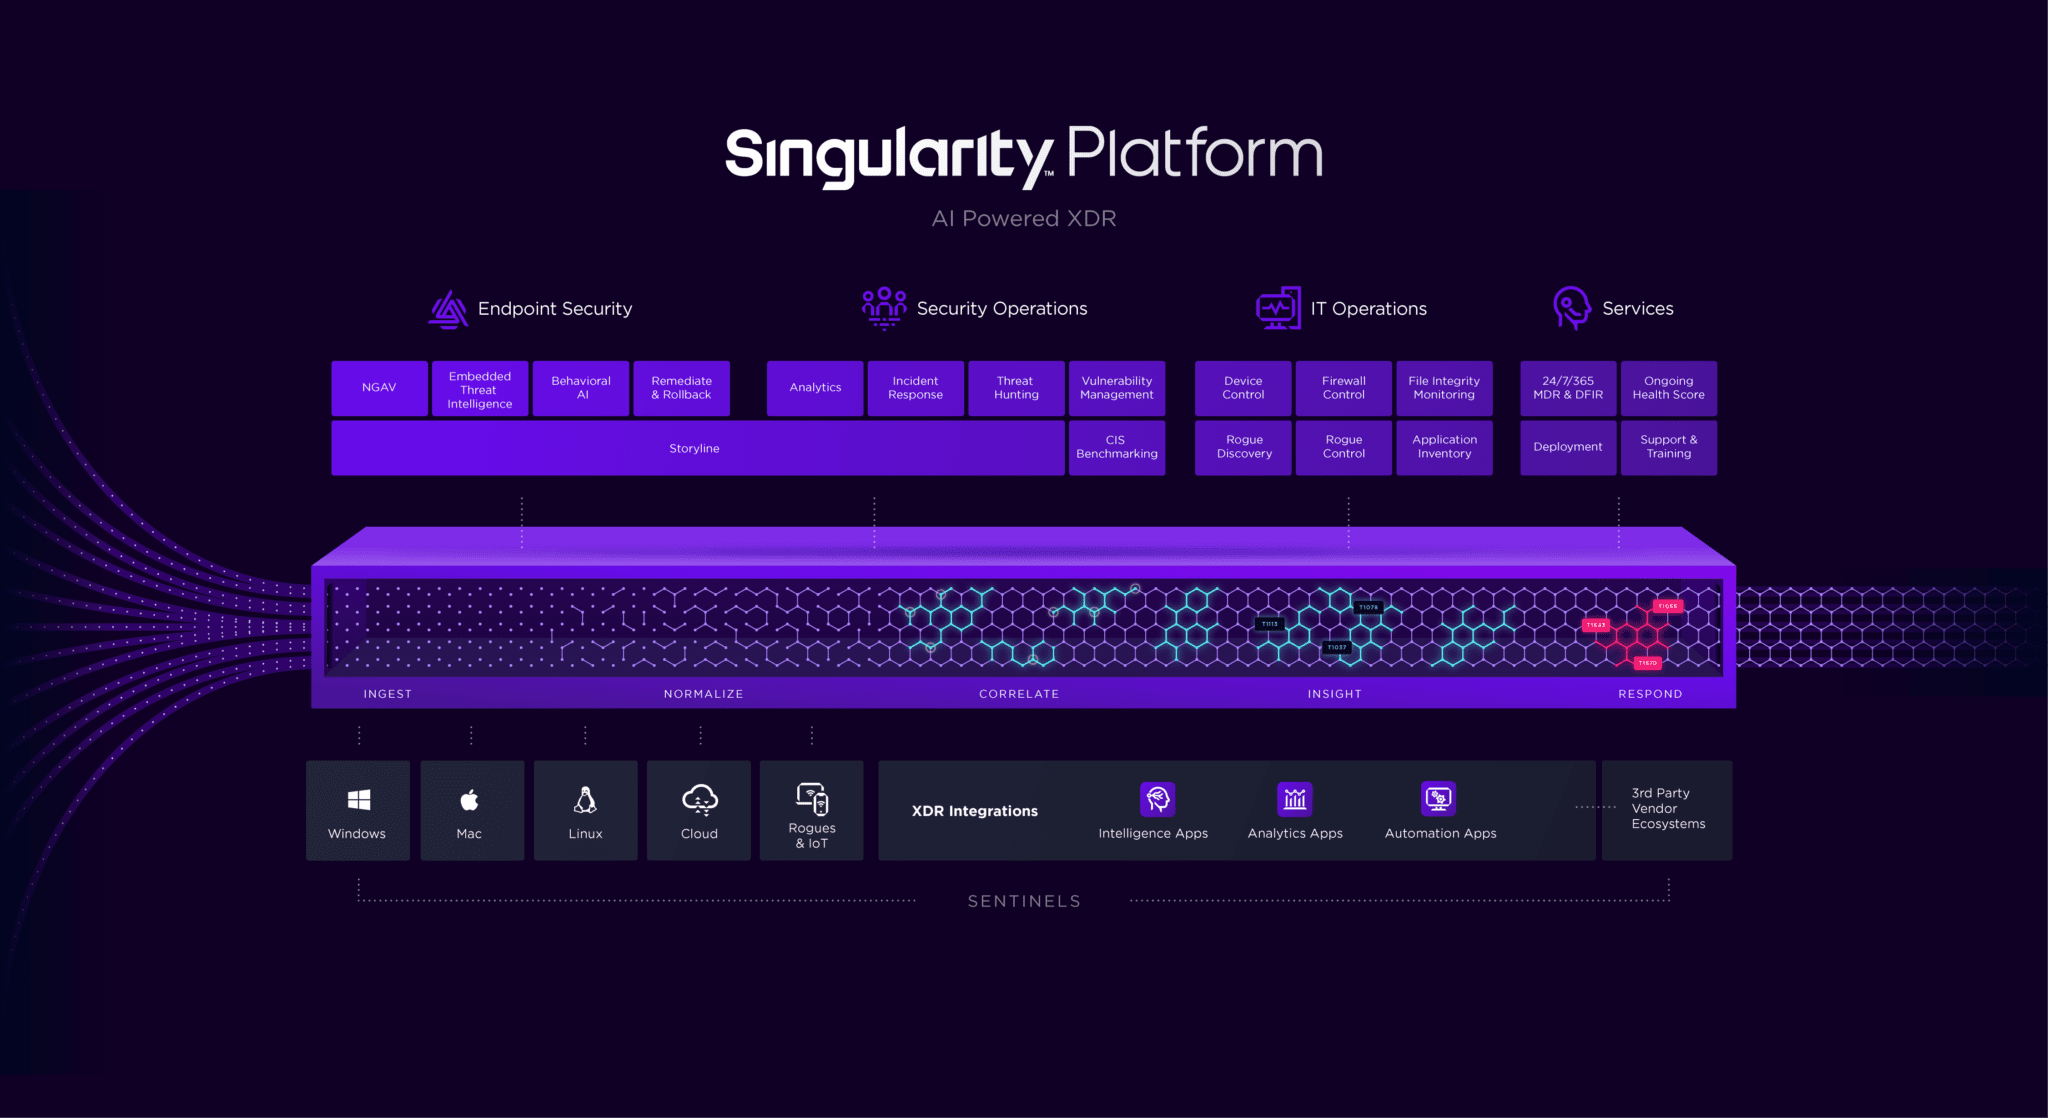 Singularity™ Platform
AI Powered XDR
Endpoint Security
Security Operations
IT Operations
Services
NGAV
Embedded
Threat
Intelligence
Behavioral
AI
Remediate
& Rollback
Analytics
Incident
Response
Threat
Hunting
Vulnerability
Management
Device
Control
Firewall
Control
File Integrity
Monitoring
24/7/365
MDR & DFIR
Ongoing
Health Score
Storyline
CIS
Benchmarking
Rogue
Discovery
Rogue
Control
Application
Inventory
Deployment
Support &
Training
T1113
T1078
T1037
INGEST
NORMALIZE
CORRELATE
INSIGHT
RESPOND
Windows
Mac
Linux
Cloud
Rogues
& IoT
XDR Integrations
Intelligence Apps
Analytics Apps
Automation Apps
3rd Party
Vendor
Ecosystems
SENTINELS